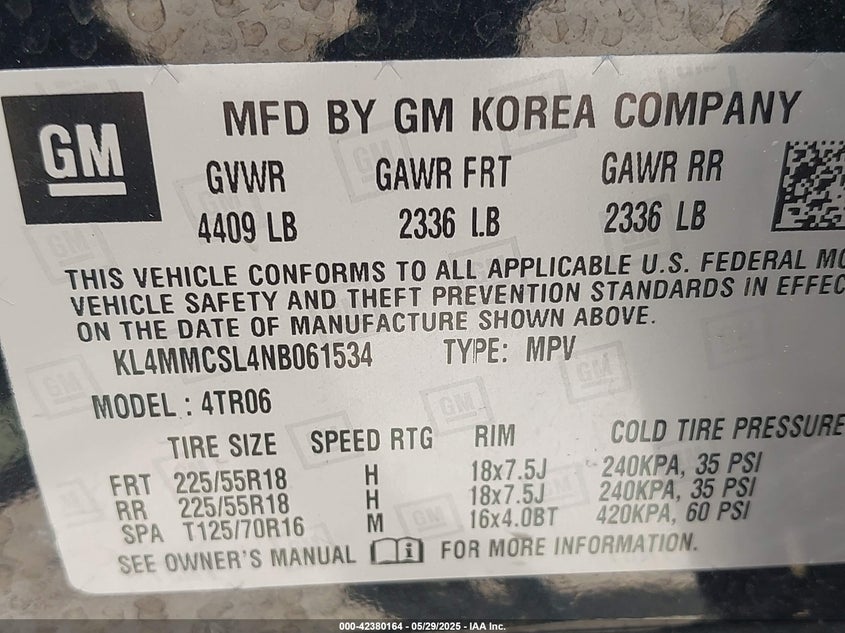 GM
MFD BY GM KOREA COMPANY
GVWR GAWR FRT GAWR RR
4409 LB 2336 LB 2336 LB
THIS VEHICLE CONFORMS TO ALL APPLICABLE U.S. FEDERAL MO
VEHICLE SAFETY AND THEFT PREVENTION STANDARDS IN EFFEC
ON THE DATE OF MANUFACTURE SHOWN ABOVE.
KL4MMCSL4NB061534 TYPE: MPV
MODEL : 4TR06
TIRE SIZE SPEED RTG RIM COLD TIRE PRESSURE
FRT 225/55R18 H 18x7.5J 240KPA, 35 PSI
RR 225/55R18 H 18x7.5J 240KPA, 35 PSI
SPA T125/70R16 M 16x4.0BT 420KPA, 60 PSI
SEE OWNER'S MANUAL FOR MORE INFORMATION.
000-42380164 - 05/29/2025 - IAA Inc.